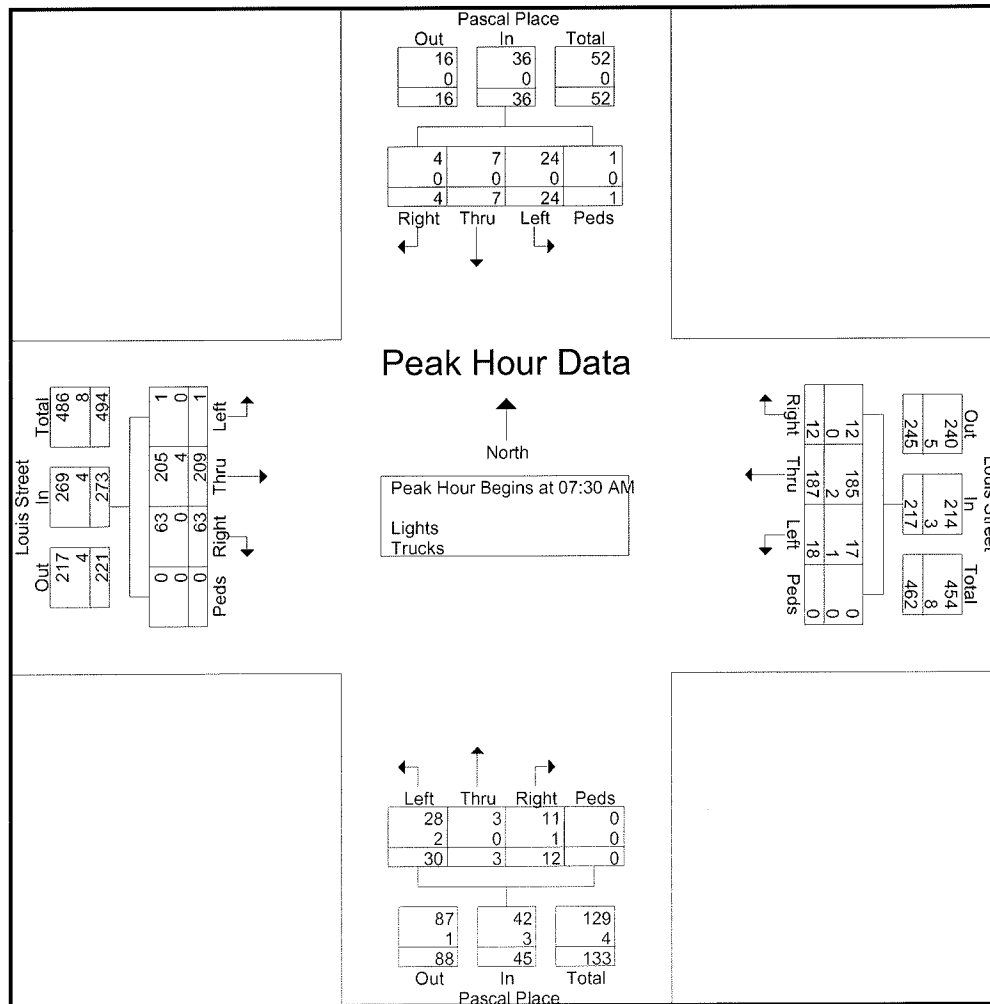 Pascal Place
Out In Total
16 36 52
0 0 0
16 36 52
4 7 24 1
0 0 0 0
4 7 24 1
Right Thru Left Peds
Peak Hour Data
North
Peak Hour Begins at 07:30 AM
Lights
Trucks
Louis Street
Out In Total
217 269 486
4 4 8
221 273 494
Peds Right Thru Left
0 63 205 1
0 0 4 0
0 63 209 1
Louis Street
Out In Total
240 214 454
5 3 8
245 217 462
12 185 17 0
0 2 1 0
12 187 18 0
Right Thru Left Peds
Left Thru Right Peds
28 3 11 0
2 0 1 0
30 3 12 0
87 42 129
1 3 4
88 45 133
Out In Total
Pascal Place